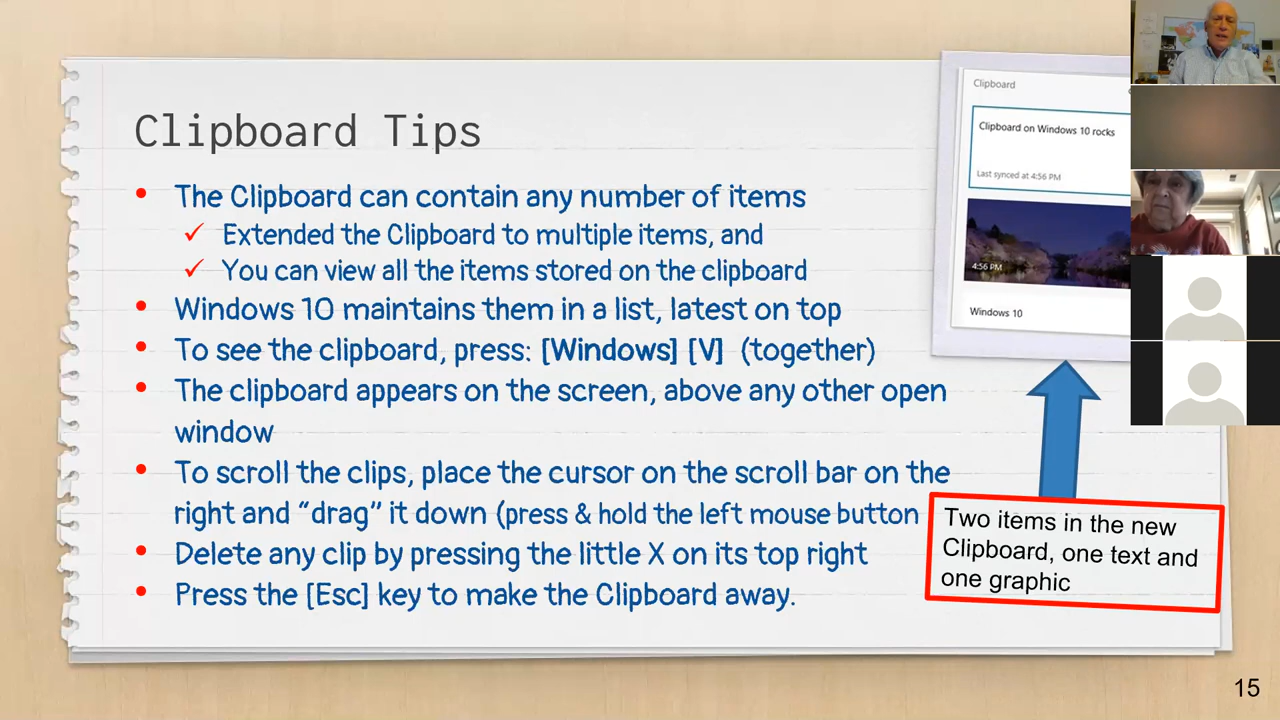 Clipboard Tips
The Clipboard can contain any number of items
Extended the Clipboard to multiple items, and
You can view all the items stored on the clipboard
Windows 10 maintains them in a list, latest on top
To see the clipboard, press: [Windows] [V] (together)
The clipboard appears on the screen, above any other open
window
To scroll the clips, place the cursor on the scroll bar on the
right and “drag” it down (press & hold the left mouse button
Delete any clip by pressing the little X on its top right
Press the [Esc] key to make the Clipboard away.
Clipboard
Clipboard on Windows 10 rocks
Last synced at 4:56 PM
4:56 PM
Windows 10
Two items in the new
Clipboard, one text and
one graphic
15